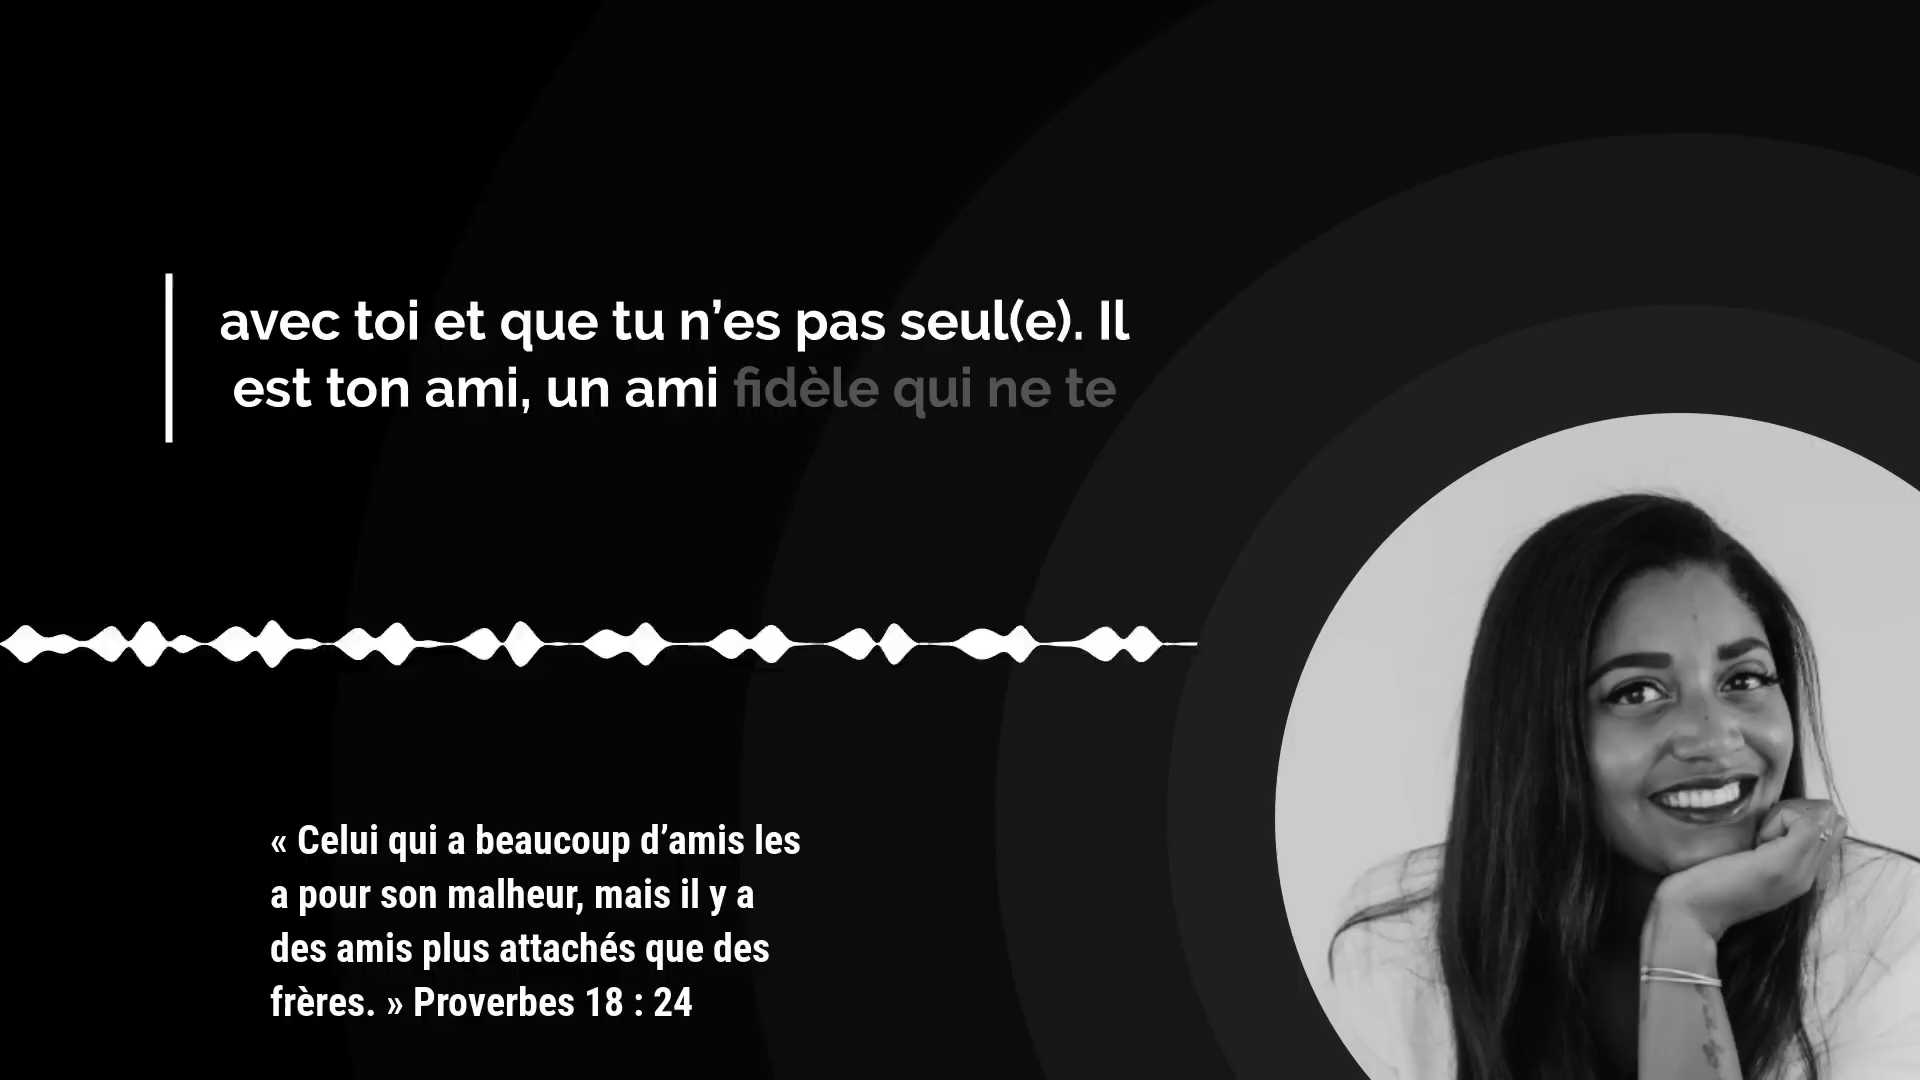 avec toi et que tu n’es pas seul(e). Il
est ton ami, un ami fidèle qui ne te
« Celui qui a beaucoup d’amis les
a pour son malheur, mais il y a
des amis plus attachés que des
frères. » Proverbes 18 : 24